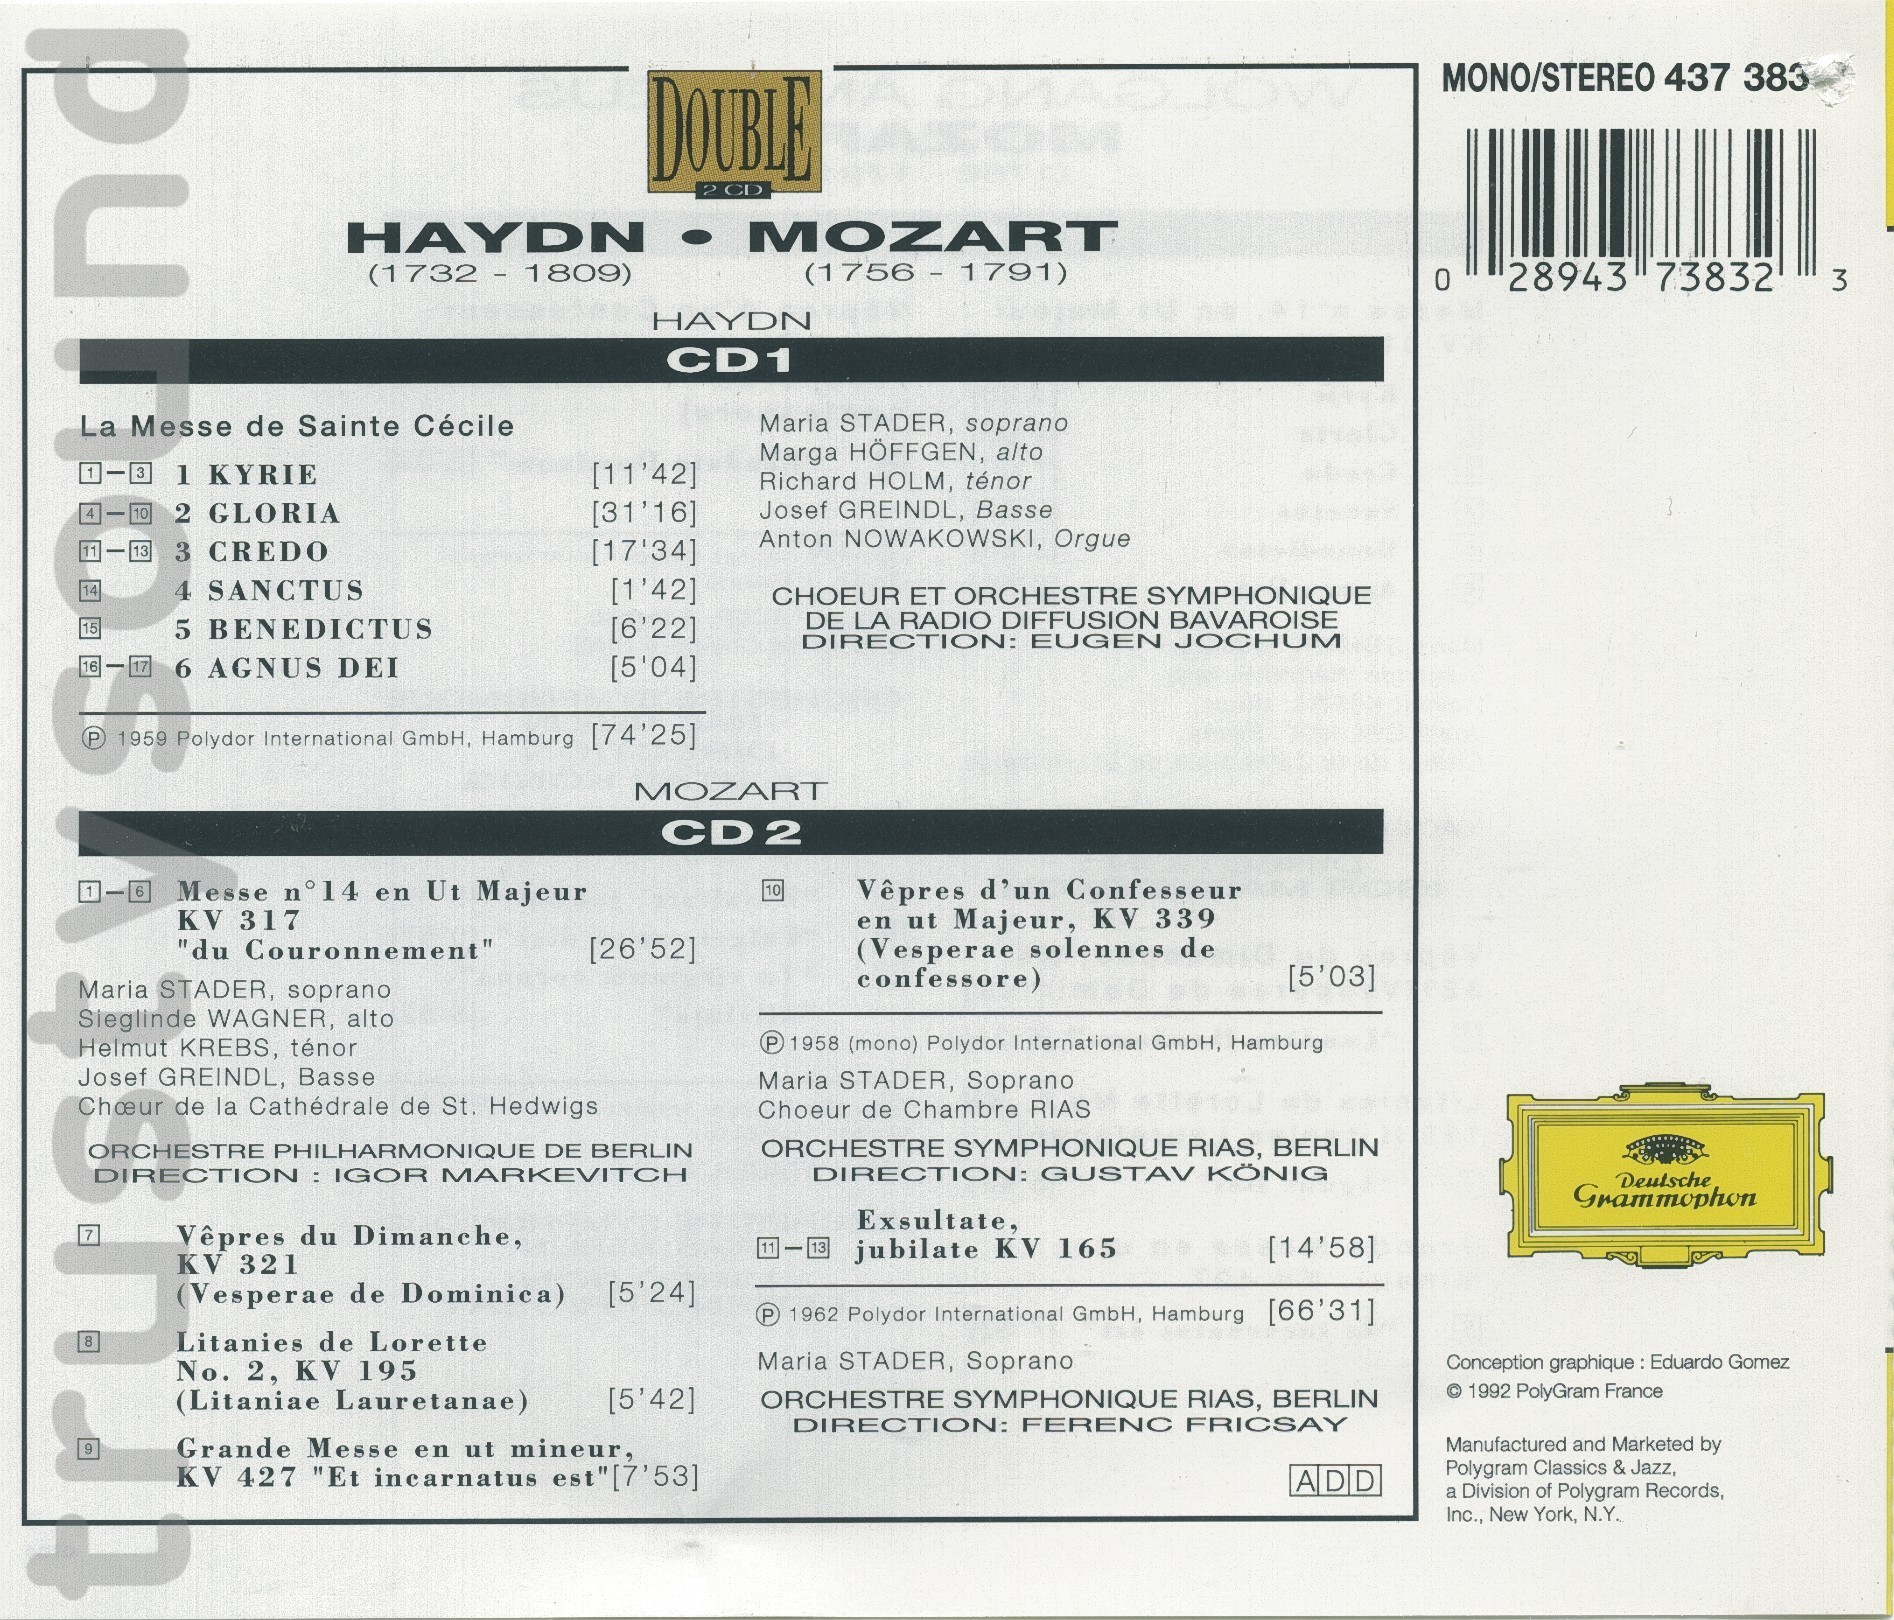 trustysound
DOUBLE
2 CD
HAYDN • MOZART
(1732 - 1809) (1756 - 1791)
HAYDN
CD1
La Messe de Sainte Cécile
1-3 1 KYRIE [11'42]
4-10 2 GLORIA [31'16]
11-13 3 CREDO [17'34]
14 4 SANCTUS [1'42]
15 5 BENEDICTUS [6'22]
16-17 6 AGNUS DEI [5'04]
℗ 1959 Polydor International GmbH, Hamburg [74'25]
Maria STADER, soprano
Marga HÖFFGEN, alto
Richard HOLM, ténor
Josef GREINDL, Basse
Anton NOWAKOWSKI, Orgue
CHOEUR ET ORCHESTRE SYMPHONIQUE
DE LA RADIO DIFFUSION BAVAROISE
DIRECTION: EUGEN JOCHUM
MOZART
CD2
1-6 Messe n°14 en Ut Majeur
KV 317
"du Couronnement" [26'52]
Maria STADER, soprano
Sieglinde WAGNER, alto
Helmut KREBS, ténor
Josef GREINDL, Basse
Chœur de la Cathédrale de St. Hedwigs
ORCHESTRE PHILHARMONIQUE DE BERLIN
DIRECTION : IGOR MARKEVITCH
7 Vêpres du Dimanche,
KV 321
(Vesperae de Dominica) [5'24]
8 Litanies de Lorette
No. 2, KV 195
(Litaniae Lauretanae) [5'42]
9 Grande Messe en ut mineur,
KV 427 "Et incarnatus est" [7'53]
10 Vêpres d'un Confesseur
en ut Majeur, KV 339
(Vesperae solennes de
confessore) [5'03]
℗ 1958 (mono) Polydor International GmbH, Hamburg
Maria STADER, Soprano
Choeur de Chambre RIAS
ORCHESTRE SYMPHONIQUE RIAS, BERLIN
DIRECTION: GUSTAV KÖNIG
Exsultate,
11-13 jubilate KV 165 [14'58]
℗ 1962 Polydor International GmbH, Hamburg [66'31]
Maria STADER, Soprano
ORCHESTRE SYMPHONIQUE RIAS, BERLIN
DIRECTION: FERENC FRICSAY
ADD
MONO/STEREO 437 383
0 28943 73832 3
Deutsche
Grammophon
Conception graphique : Eduardo Gomez
© 1992 PolyGram France
Manufactured and Marketed by
Polygram Classics & Jazz,
a Division of Polygram Records,
Inc., New York, N.Y.